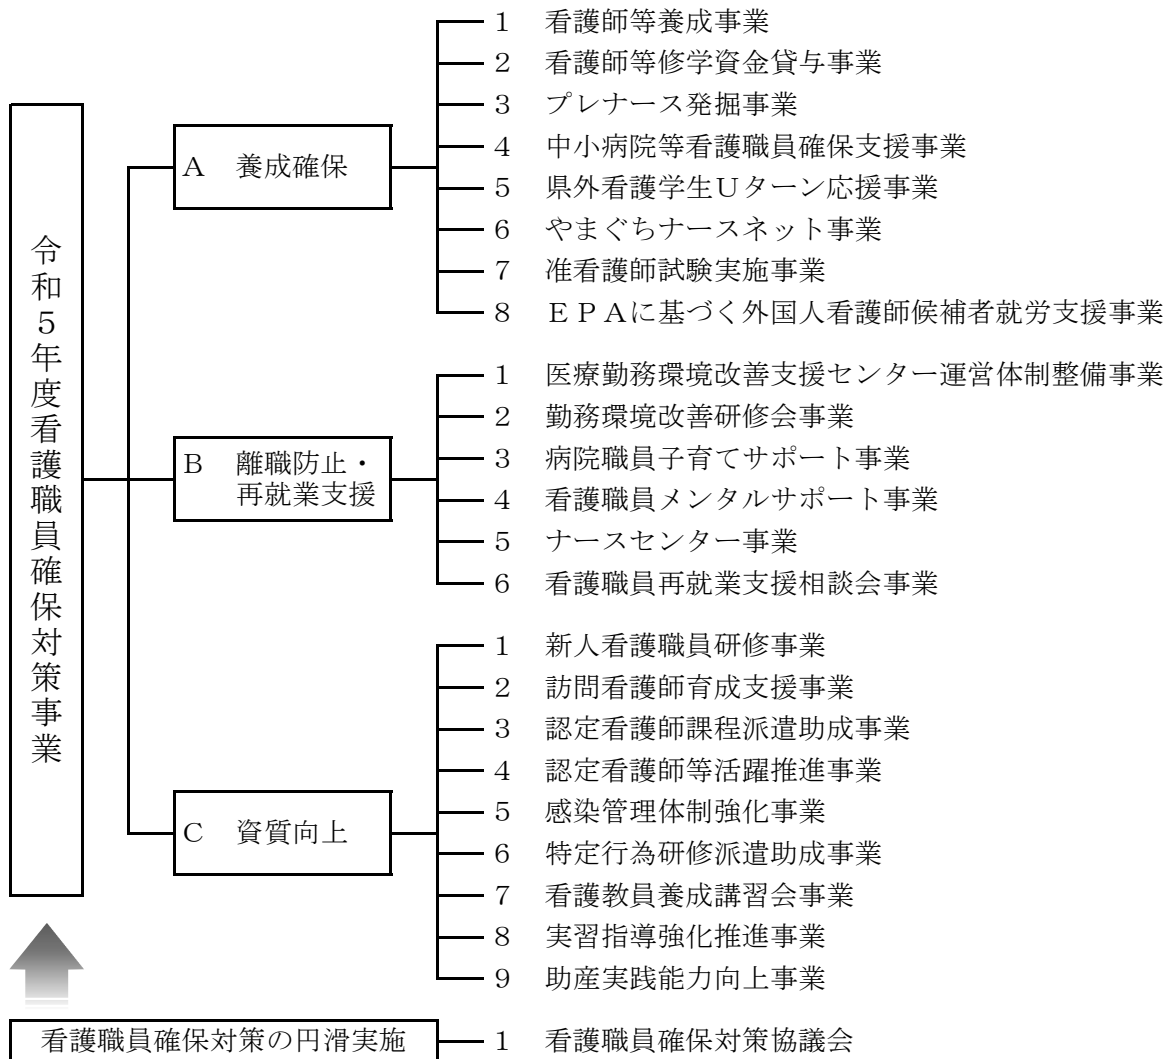 令和５年度看護職員確保対策事業
A　養成確保
１　看護師等養成事業
２　看護師等修学資金貸与事業
３　プレナース発掘事業
４　中小病院等看護職員確保支援事業
５　県外看護学生Ｕターン応援事業
６　やまぐちナースネット事業
７　准看護師試験実施事業
８　ＥＰＡに基づく外国人看護師候補者就労支援事業
B　離職防止・
再就業支援
１　医療勤務環境改善支援センター運営体制整備事業
２　勤務環境改善研修会事業
３　病院職員子育てサポート事業
４　看護職員メンタルサポート事業
５　ナースセンター事業
６　看護職員再就業支援相談会事業
C　資質向上
１　新人看護職員研修事業
２　訪問看護師育成支援事業
３　認定看護師課程派遣助成事業
４　認定看護師等活躍推進事業
５　感染管理体制強化事業
６　特定行為研修派遣助成事業
７　看護教員養成講習会事業
８　実習指導強化推進事業
９　助産実践能力向上事業
看護職員確保対策の円滑実施
１　看護職員確保対策協議会